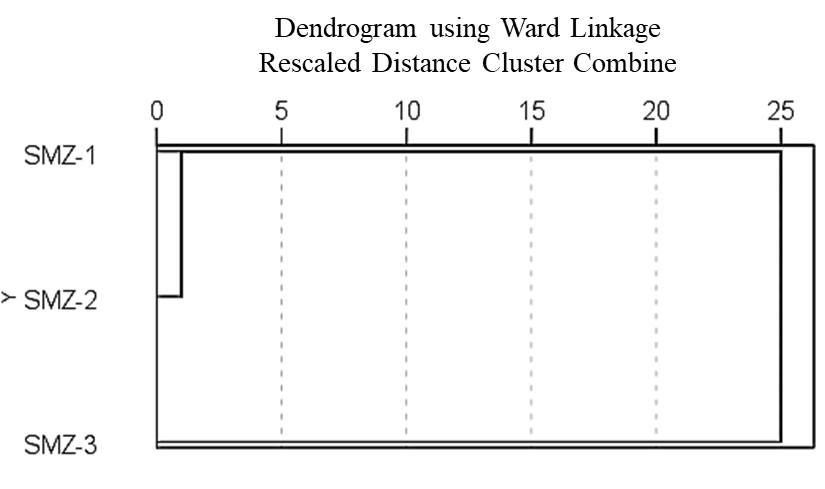 Dendrogram using Ward Linkage
Rescaled Distance Cluster Combine
0 5 10 15 20 25
SMZ-1
Y SMZ-2
SMZ-3